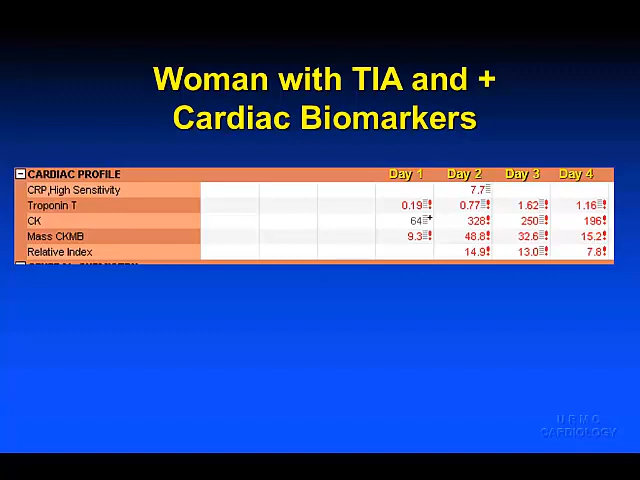 Woman with TIA and +
Cardiac Biomarkers
CARDIAC PROFILE Day 1 Day 2 Day 3 Day 4
CRP,High Sensitivity 7.7
Troponin T 0.19 0.77 1.62 1.16
CK 64 328 250 196
Mass CKMB 9.3 48.8 32.6 15.2
Relative Index 14.9 13.0 7.8
URMC
CARDIOLOGY